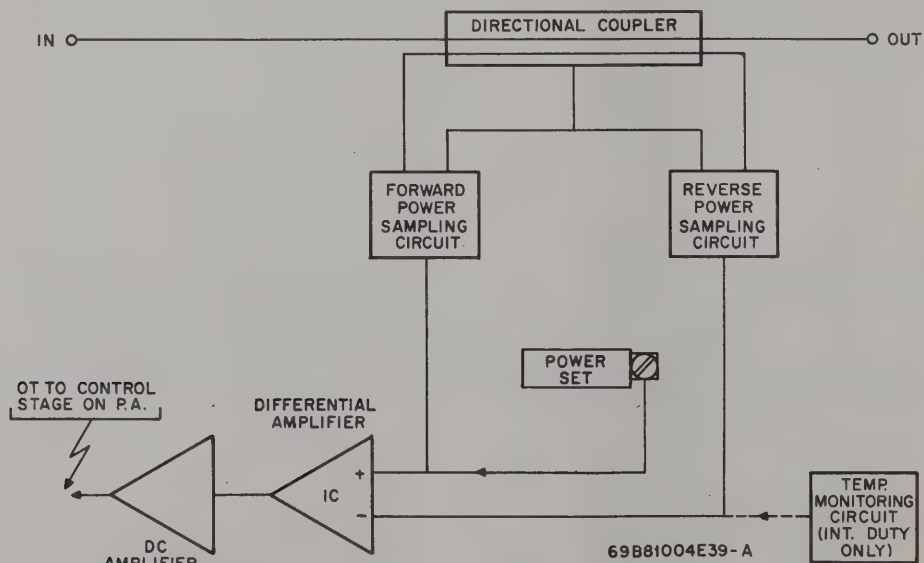 DIRECTIONAL COUPLER
IN
OUT
FORWARD
POWER
SAMPLING
CIRCUIT
REVERSE
POWER
SAMPLING
CIRCUIT
POWER
SET
OT TO CONTROL
STAGE ON P.A.
DIFFERENTIAL
AMPLIFIER
+
IC
-
TEMP.
MONITORING
CIRCUIT
(INT. DUTY
ONLY)
DC
AMPLIFIER
69B81004E39-A